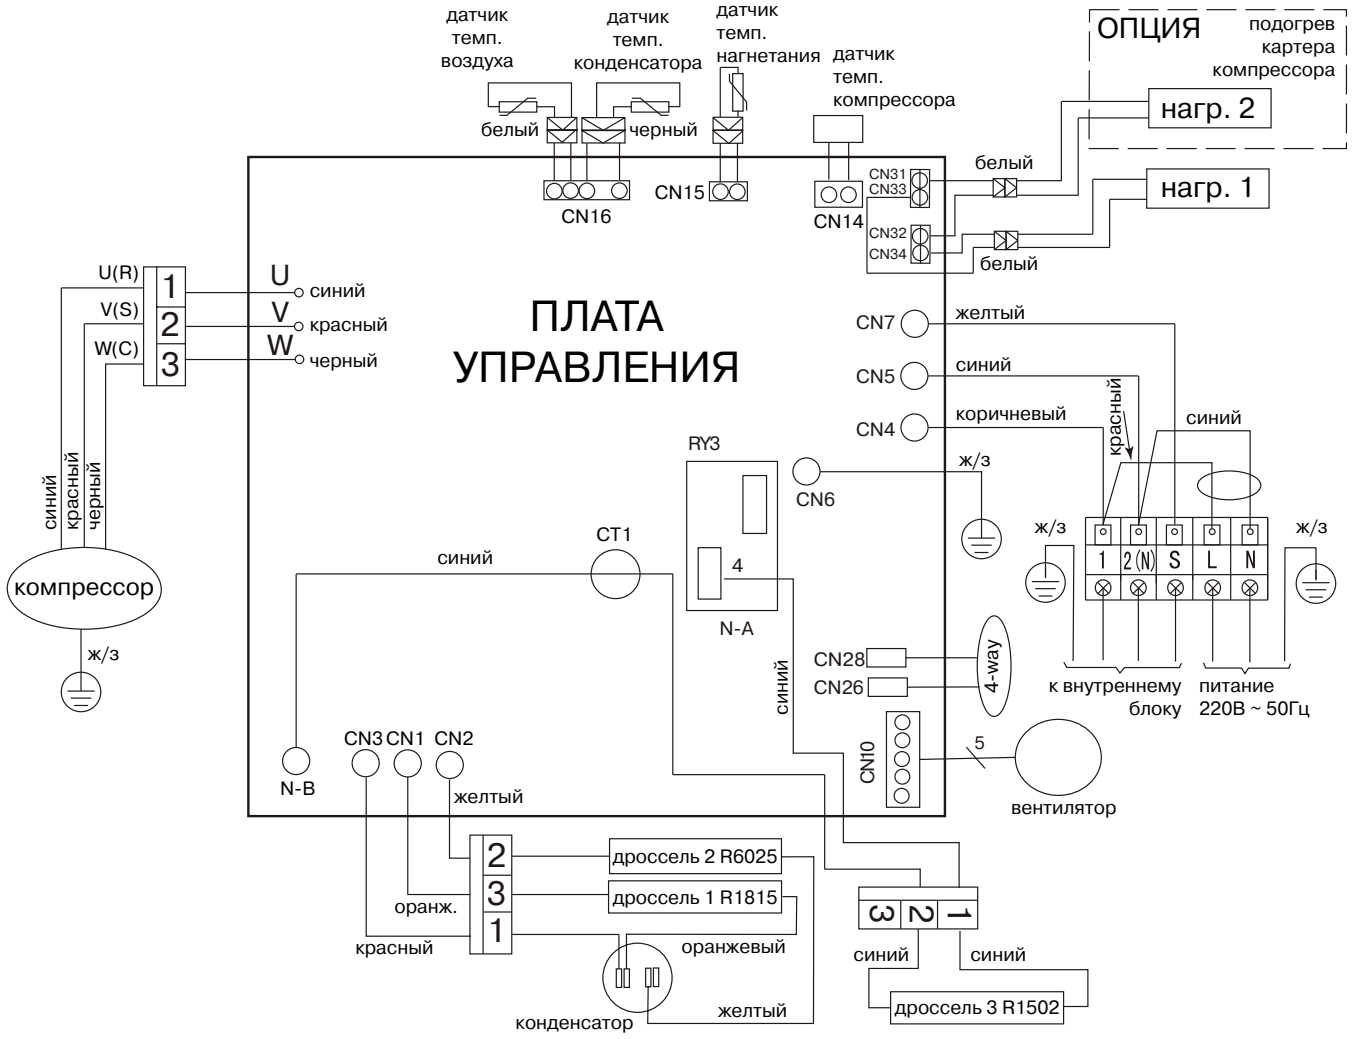 датчик
темп.
воздуха
датчик
темп.
конденсатора
датчик
темп.
нагнетания
датчик
темп.
компрессора
ОПЦИЯ
подогрев
картера
компрессора
нагр. 2
белый
черный
белый
нагр. 1
CN16
CN15
CN14
CN31
CN33
CN32
CN34
белый
U(R)
1
U
синий
V(S)
2
V
красный
W(C)
3
W
черный
ПЛАТА
УПРАВЛЕНИЯ
CN7
желтый
CN5
синий
CN4
коричневый
красный
синий
RY3
4
N-A
CN6
ж/з
синий
красный
черный
компрессор
ж/з
синий
CT1
ж/з
1
2(N)
S
L
N
ж/з
к внутреннему
блоку
питание
220В ~ 50Гц
CN28
CN26
4-way
синий
CN10
5
вентилятор
N-B
CN3
CN1
CN2
желтый
2
дроссель 2 R6025
3
дроссель 1 R1815
1
оранж.
красный
оранжевый
желтый
конденсатор
3
2
1
синий
синий
дроссель 3 R1502